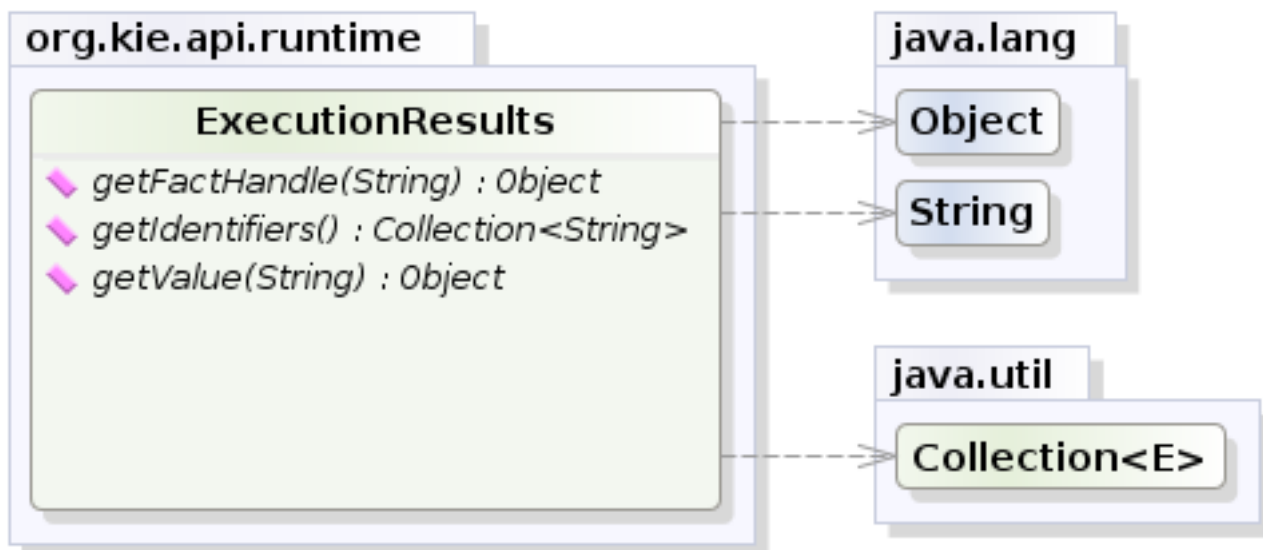 org.kie.api.runtime
ExecutionResults
getFactHandle(String) : Object
getIdentifiers() : Collection<String>
getValue(String) : Object
java.lang
Object
String
java.util
Collection<E>